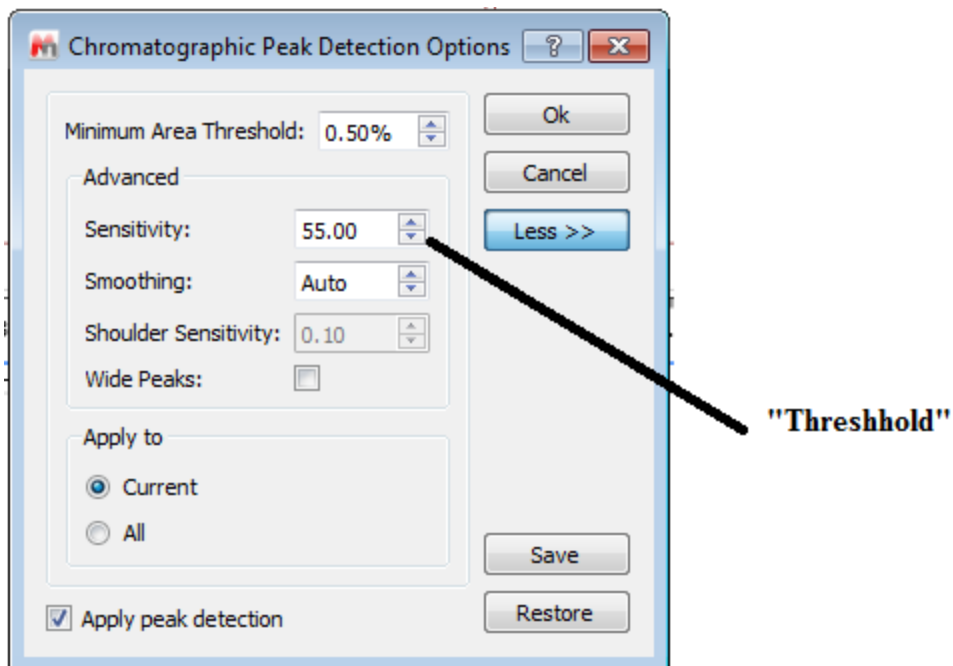 Chromatographic Peak Detection Options ?
Minimum Area Threshold: 0.50%
Ok
Advanced
Cancel
Sensitivity: 55.00
Less >>
Smoothing: Auto
Shoulder Sensitivity: 0.10
Wide Peaks:
"Threshhold"
Apply to
Current
All
Save
Apply peak detection
Restore